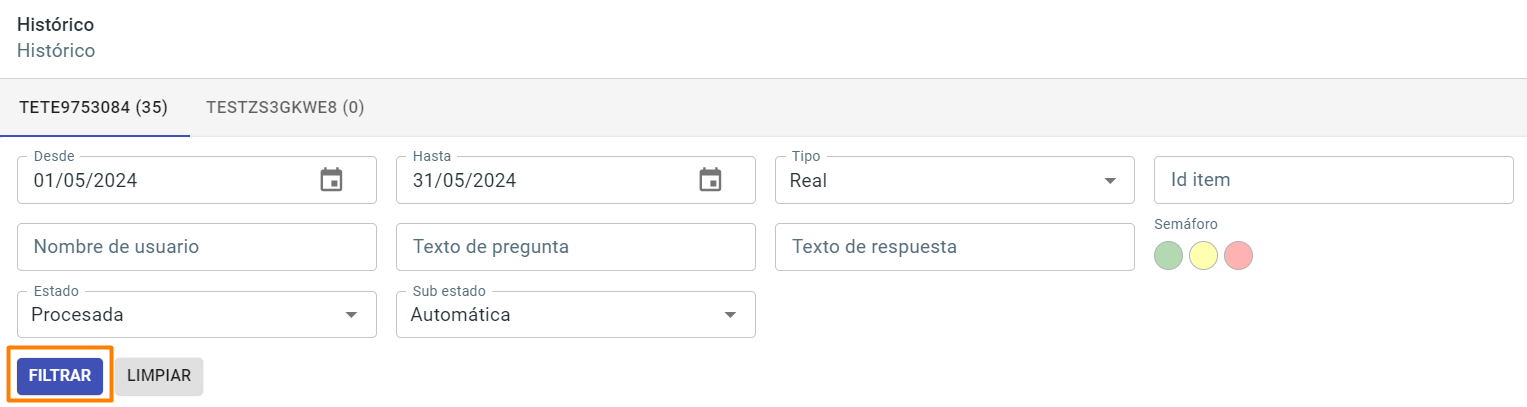 Histórico
Histórico
TETE9753084 (35) TESTZS3GKWE8 (0)
Desde Hasta Tipo
01/05/2024 31/05/2024 Real Id item
Semáforo
Nombre de usuario Texto de pregunta Texto de respuesta
Estado Sub estado
Procesada Automática
FILTRAR LIMPIAR